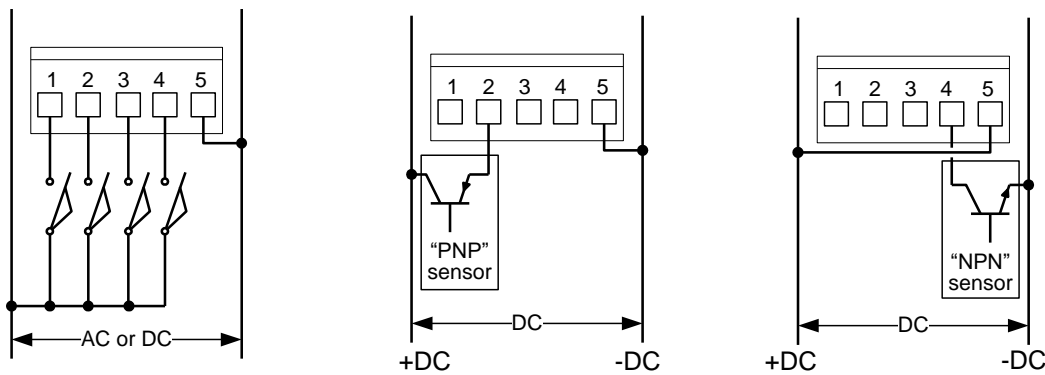 1 2 3 4 5
AC or DC
1 2 3 4 5
“PNP”
sensor
DC
+DC -DC
1 2 3 4 5
“NPN”
sensor
DC
+DC -DC